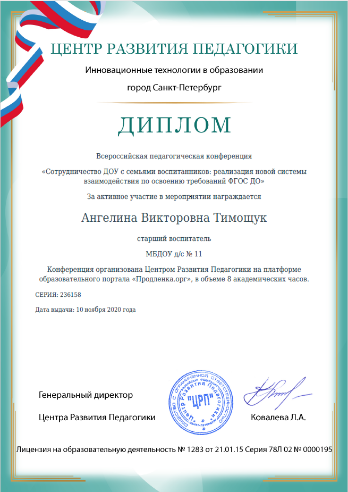 ЦЕНТР РАЗВИТИЯ ПЕДАГОГИКИ
Инновационные технологии в образовании
город Санкт-Петербург
ДИПЛОМ
Всероссийская педагогическая конференция
«Сотрудничество ДОУ с семьями воспитанников: реализация новой системы
взаимодействия по освоению требований ФГОС ДО»
За активное участие в мероприятии награждается
Ангелина Викторовна Тимощук
старший воспитатель
МБДОУ д/с № 11
Конференция организована Центром Развития Педагогики на платформе
образовательного портала «Продленка.орг», в объеме 8 академических часов.
СЕРИИ: 236158
Дата выдачи: 10 ноября 2020 года
Генеральный директор
Центра Развития Педагогики
"ЦРП"
Ковалева Л.А.
Лицензия на образовательную деятельность № 1283 от 21.01.15 Серия 78Л 02 № 0000195